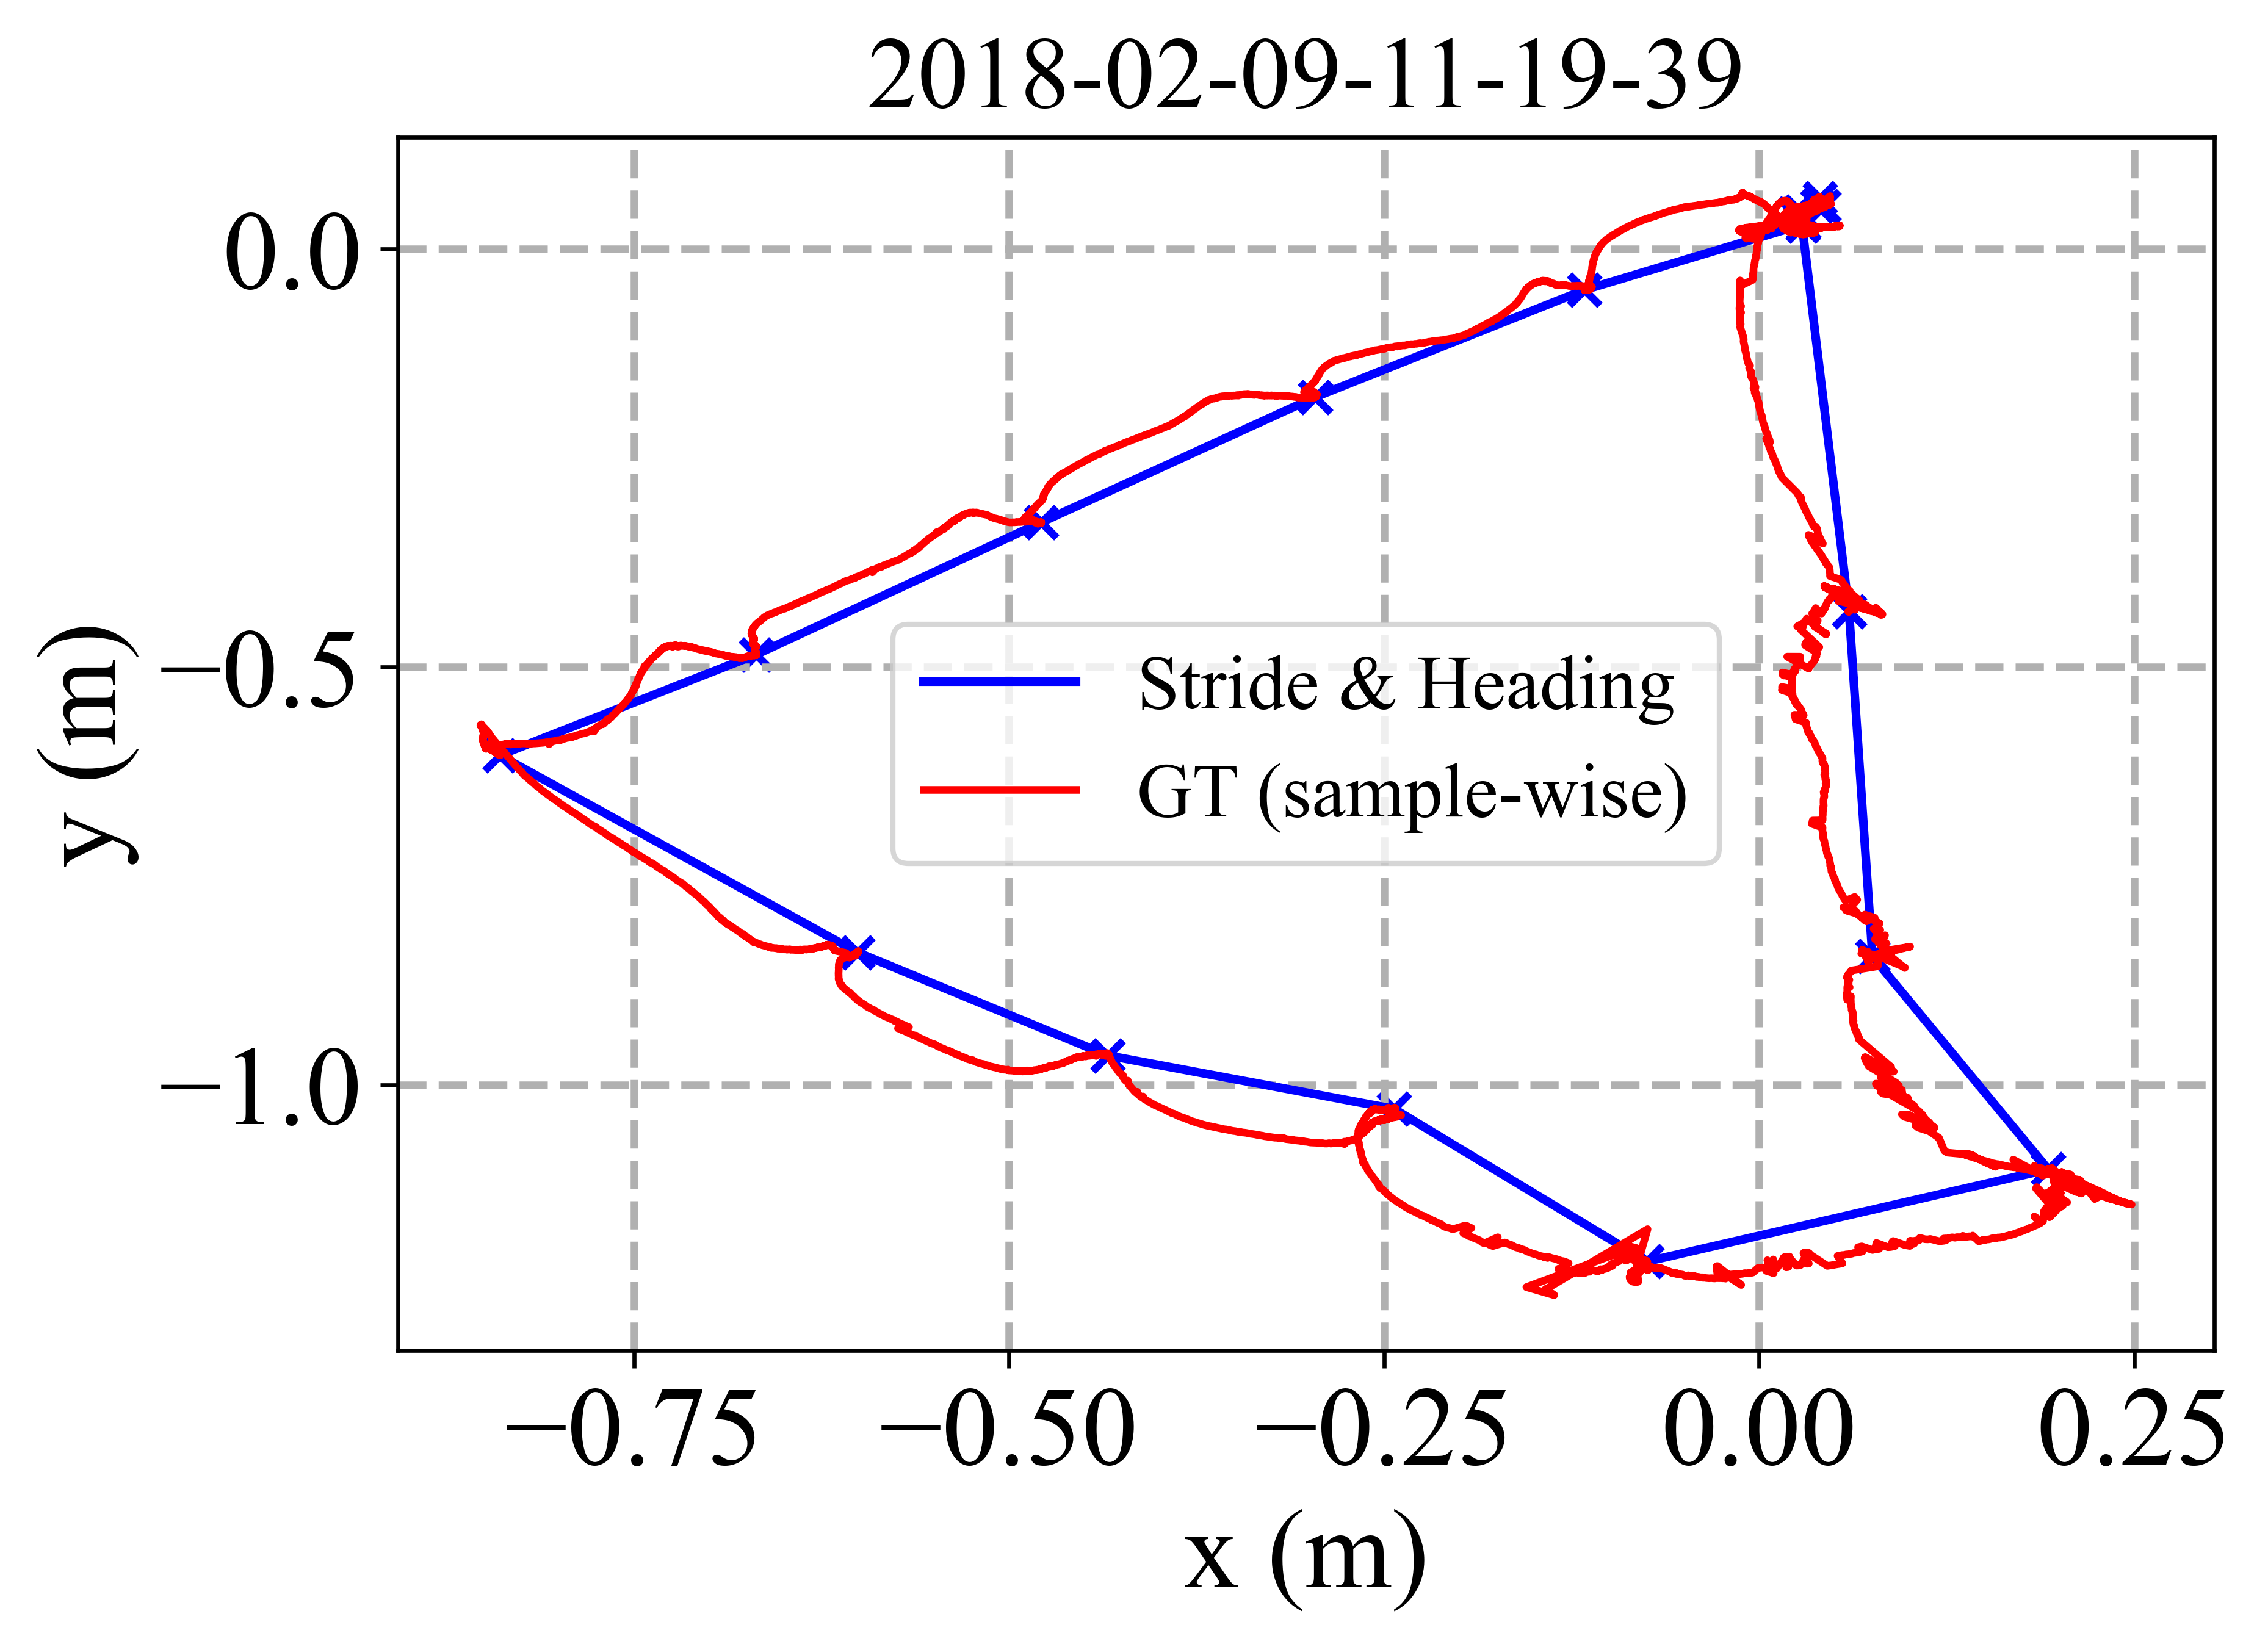 2018-02-09-11-19-39
0.0
−0.5
−1.0
y (m)
Stride & Heading
GT (sample-wise)
−0.75 −0.50 −0.25 0.00 0.25
x (m)